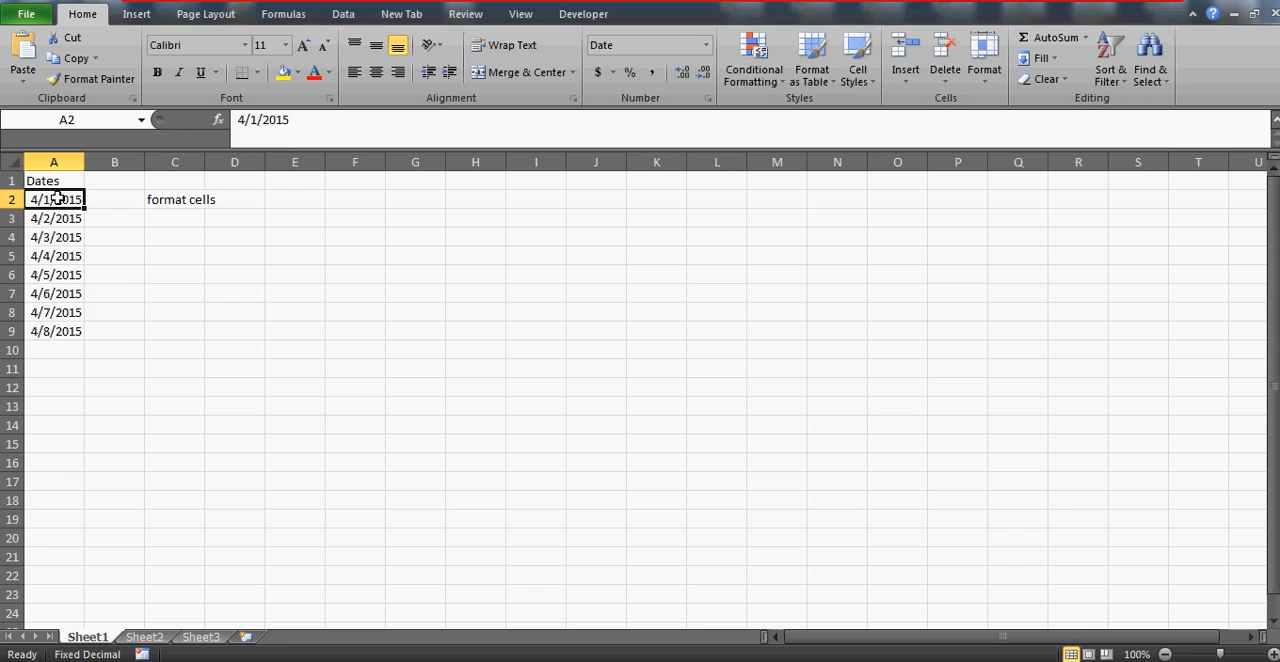 File Home Insert Page Layout Formulas Data New Tab Review View Developer
Cut
Copy
Format Painter
Paste
Clipboard
Calibri 11
B I U
Font
Wrap Text
Merge & Center
Alignment
Date
$ % ,
Number
Conditional Formatting
Format as Table
Cell Styles
Styles
Insert
Delete
Format
Cells
Σ AutoSum
Fill
Clear
Sort & Filter
Find & Select
Editing
A2 fx 4/1/2015
A B C D E F G H I J K L M N O P Q R S T U
1 Dates
2 4/1/2015 format cells
3 4/2/2015
4 4/3/2015
5 4/4/2015
6 4/5/2015
7 4/6/2015
8 4/7/2015
9 4/8/2015
10
11
12
13
14
15
16
17
18
19
20
21
22
23
24
Sheet1 Sheet2 Sheet3
Ready Fixed Decimal 100%